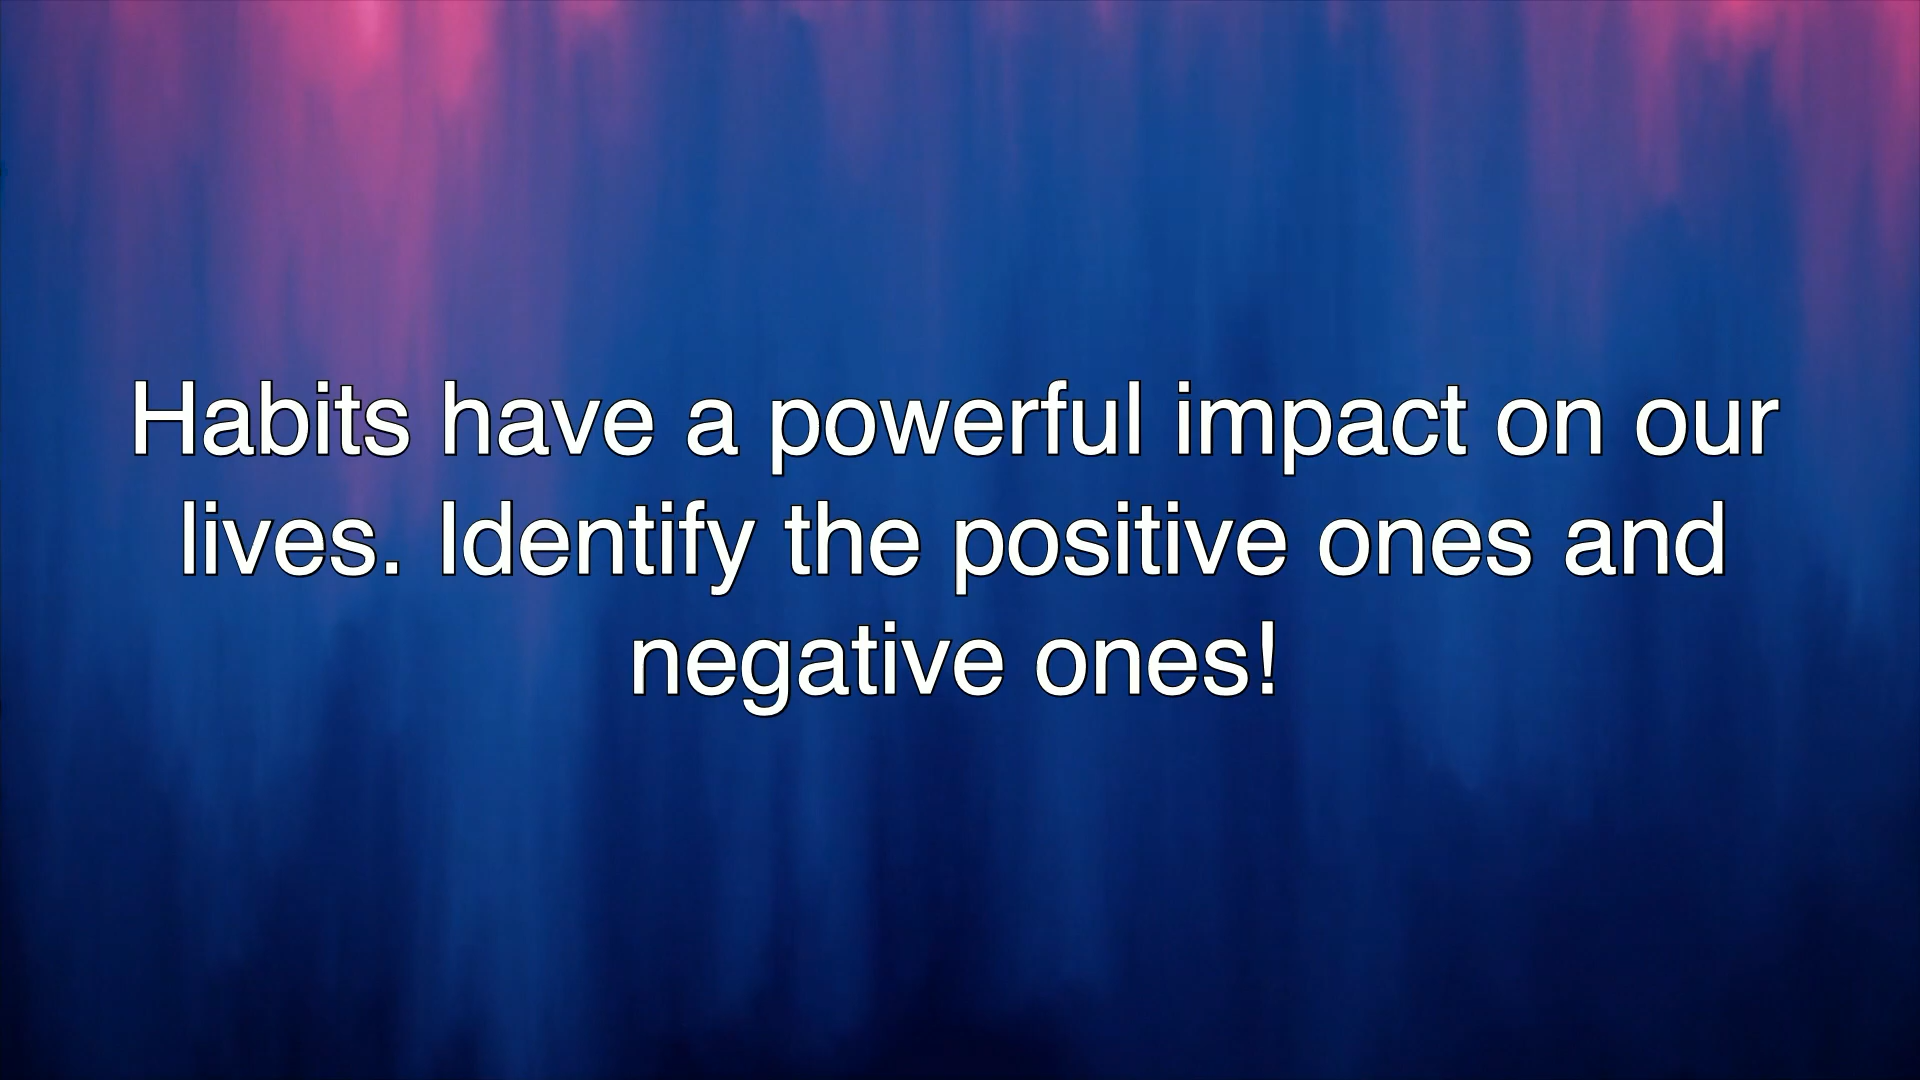 Habits have a powerful impact on our
lives. Identify the positive ones and
negative ones!